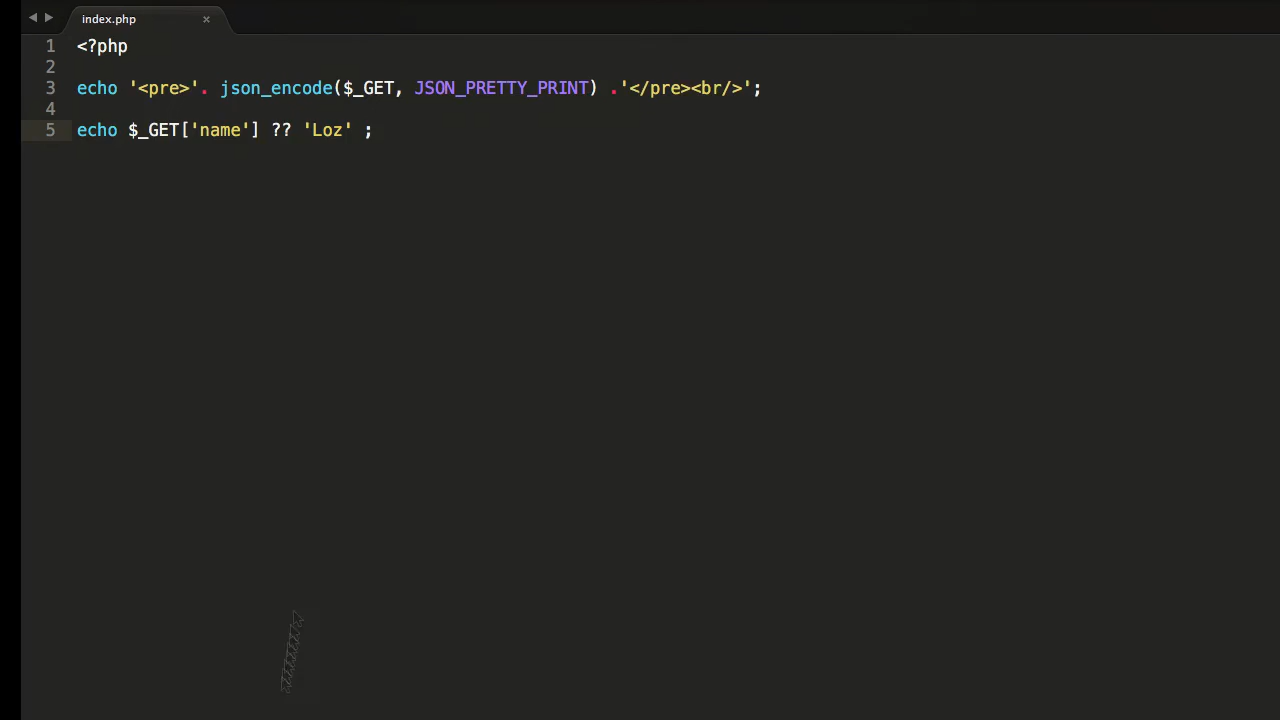 index.php ×
1 <?php
2
3 echo '<pre>'. json_encode($_GET, JSON_PRETTY_PRINT) .'</pre><br/>';
4
5 echo $_GET['name'] ?? 'Loz' ;